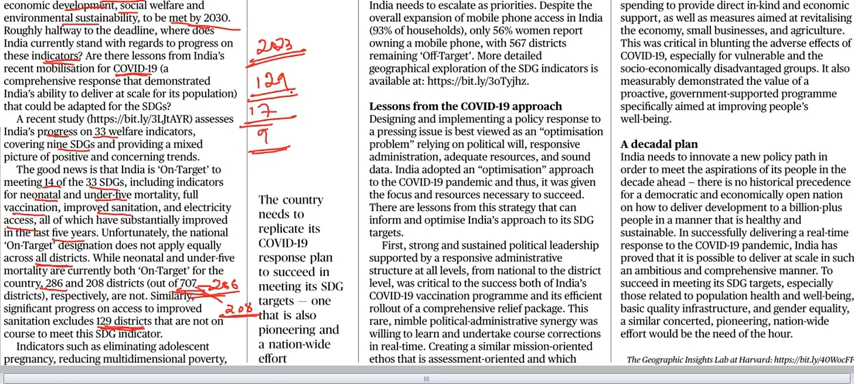 economic development, social welfare and
environmental sustainability, to be met by 2030.
Roughly halfway to the deadline, where does
India currently stand with regards to progress on
these indicators? Are there lessons from India's
recent mobilisation for COVID-19 (a
comprehensive response that demonstrated
India's ability to deliver at scale for its population)
that could be adapted for the SDGs?
A recent study (https://bit.ly/3LJtAYR) assesses
India's progress on 33 welfare indicators,
covering nine SDGs and providing a mixed
picture of positive and concerning trends.
The good news is that India is 'On-Target' to
meeting 14 of the 33 SDGs, including indicators
for neonatal and under-five mortality, full
vaccination, improved sanitation, and electricity
access, all of which have substantially improved
in the last five years. Unfortunately, the national
'On-Target' designation does not apply equally
across all districts. While neonatal and under-five
mortality are currently both 'On-Target' for the
country, 286 and 208 districts (out of 707
districts), respectively, are not. Similarly,
significant progress on access to improved
sanitation excludes 129 districts that are not on
course to meet this SDG indicator.
Indicators such as eliminating adolescent
pregnancy, reducing multidimensional poverty,
2023
129
17
9
286
208
The country
needs to
replicate its
COVID-19
response plan
to succeed in
meeting its SDG
targets — one
that is also
pioneering and
a nation-wide
effort
India needs to escalate as priorities. Despite the
overall expansion of mobile phone access in India
(93% of households), only 56% women report
owning a mobile phone, with 567 districts
remaining 'Off-Target'. More detailed
geographical exploration of the SDG indicators is
available at: https://bit.ly/3oTyjhz.
Lessons from the COVID-19 approach
Designing and implementing a policy response to
a pressing issue is best viewed as an "optimisation
problem" relying on political will, responsive
administration, adequate resources, and sound
data. India adopted an "optimisation" approach
to the COVID-19 pandemic and thus, it was given
the focus and resources necessary to succeed.
There are lessons from this strategy that can
inform and optimise India's approach to its SDG
targets.
First, strong and sustained political leadership
supported by a responsive administrative
structure at all levels, from national to the district
level, was critical to the success both of India's
COVID-19 vaccination programme and its efficient
rollout of a comprehensive relief package. This
rare, nimble political-administrative synergy was
willing to learn and undertake course corrections
in real-time. Creating a similar mission-oriented
ethos that is assessment-oriented and which
spending to provide direct in-kind and economic
support, as well as measures aimed at revitalising
the economy, small businesses, and agriculture.
This was critical in blunting the adverse effects of
COVID-19, especially for vulnerable and
socio-economically disadvantaged groups. It also
measurably demonstrated the value of a
proactive, government-supported programme
specifically aimed at improving people's
well-being.
A decadal plan
India needs to innovate a new policy path in
order to meet the aspirations of its people in the
decade ahead — there is no historical precedence
for a democratic and economically open nation
on how to deliver development to a billion-plus
people in a manner that is healthy and
sustainable. In successfully delivering a real-time
response to the COVID-19 pandemic, India has
proved that it is possible to deliver at scale in such
an ambitious and comprehensive manner. To
succeed in meeting its SDG targets, especially
those related to population health and well-being,
basic quality infrastructure, and gender equality,
a similar concerted, pioneering, nation-wide
effort would be the need of the hour.
The Geographic Insights Lab at Harvard: https://bit.ly/40WocFF